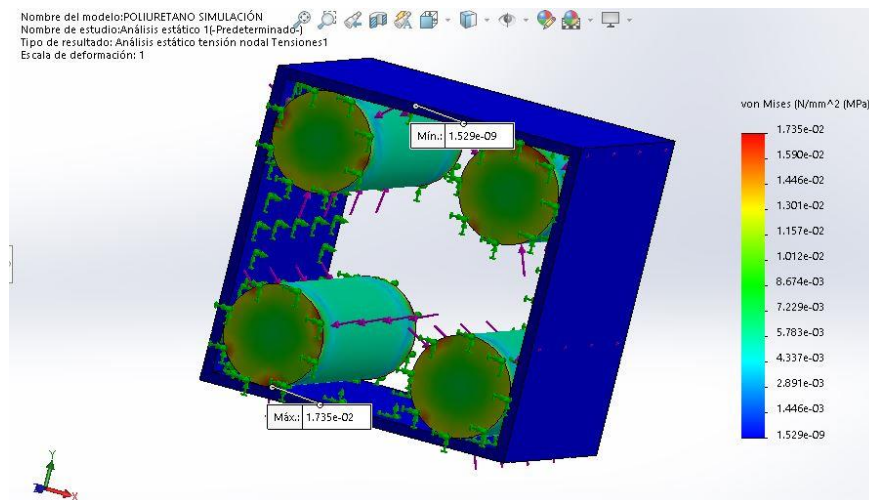 Nombre del modelo:POLIURETANO SIMULACIÓN
Nombre de estudio:Análisis estático 1(-Predeterminado-)
Tipo de resultado: Análisis estático tensión nodal Tensiones1
Escala de deformación: 1
von Mises (N/mm^2 (MPa)
1.735e-02
1.590e-02
1.446e-02
1.301e-02
1.157e-02
1.012e-02
8.674e-03
7.229e-03
5.783e-03
4.337e-03
2.891e-03
1.446e-03
1.529e-09
Mín.: 1.529e-09
Máx.: 1.735e-02
Y
X